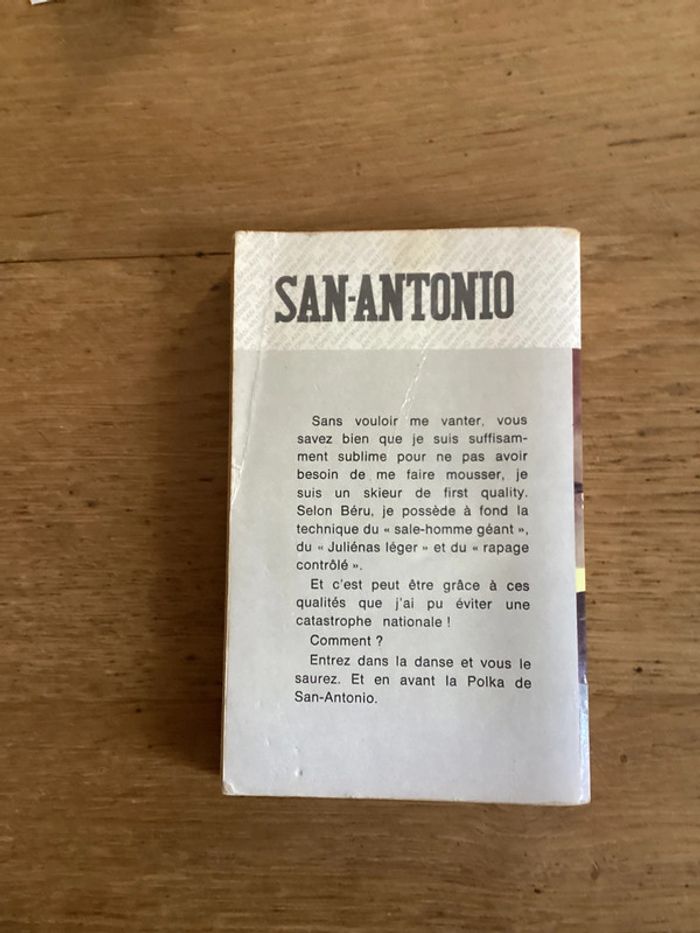 SAN-ANTONIO
Sans vouloir me vanter, vous
savez bien que je suis suffisam-
ment sublime pour ne pas avoir
besoin de me faire mousser, je
suis un skieur de first quality.
Selon Béru, je possède à fond la
technique du « sale-homme géant »,
du « Juliénas léger » et du « rapage
contrôlé ».
Et c'est peut être grâce à ces
qualités que j'ai pu éviter une
catastrophe nationale !
Comment ?
Entrez dans la danse et vous le
saurez. Et en avant la Polka de
San-Antonio.